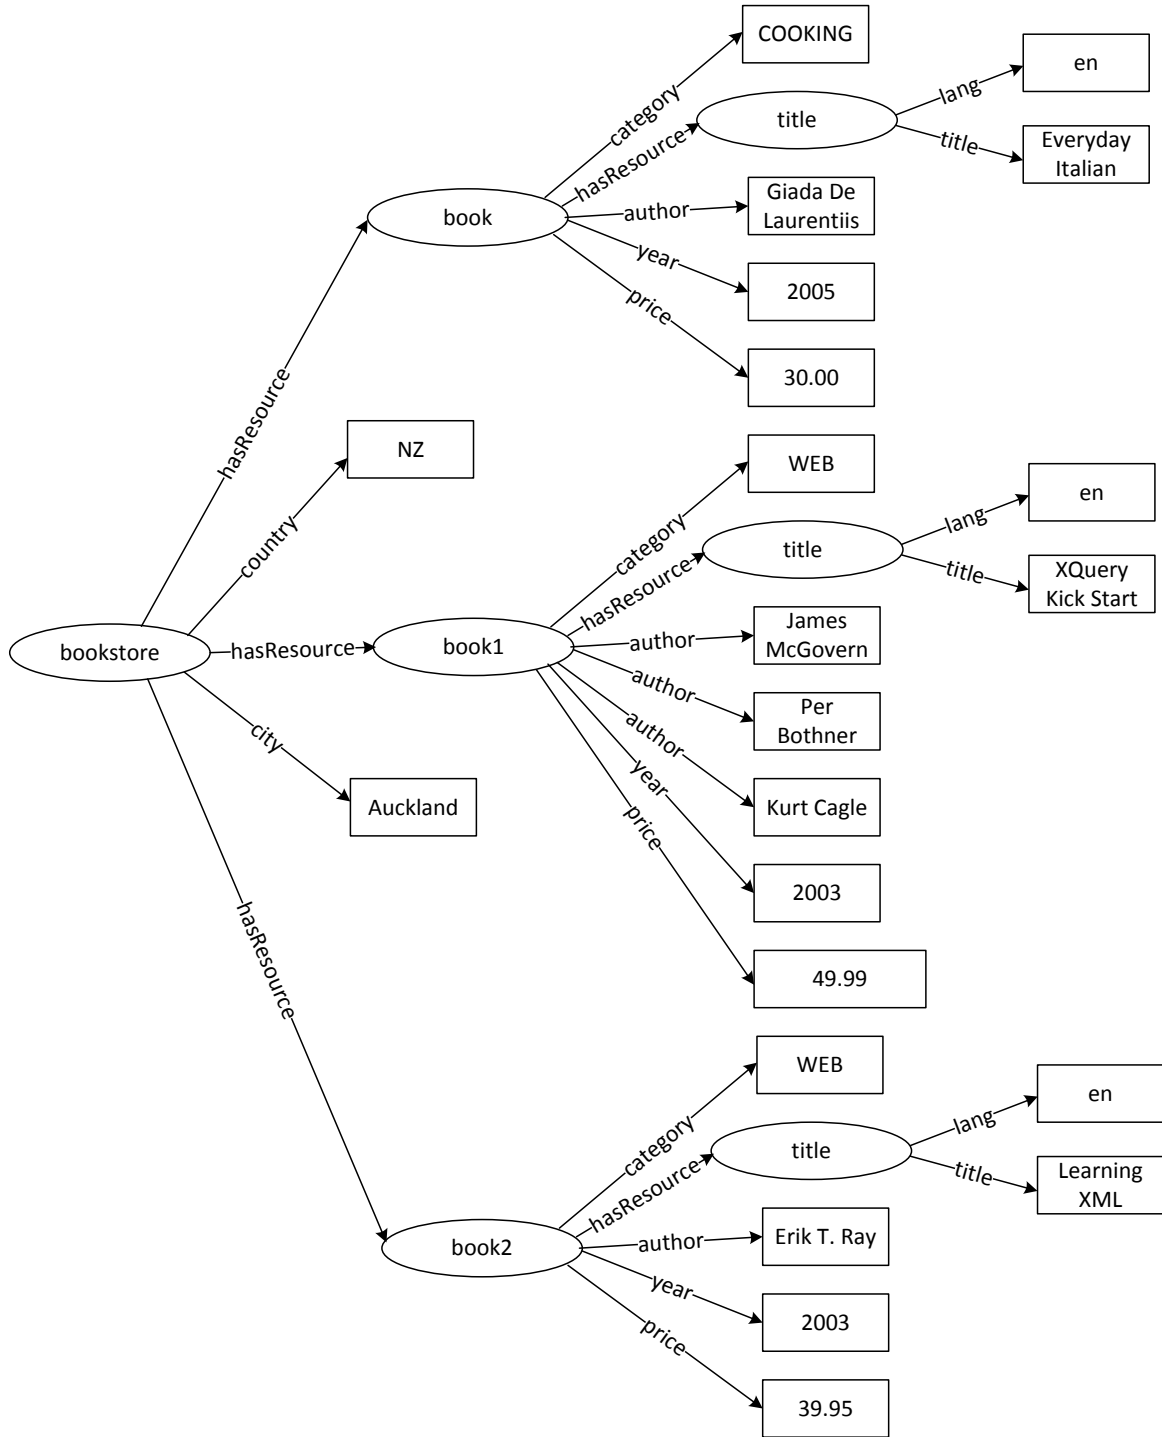 COOKING
category
hasResource
title
lang
en
title
Everyday
Italian
book
author
Giada De
Laurentiis
year
2005
price
30.00
hasResource
country
NZ
category
WEB
hasResource
title
lang
en
title
XQuery
Kick Start
bookstore
hasResource
book1
author
James
McGovern
author
Per
Bothner
author
Kurt Cagle
year
2003
price
49.99
city
Auckland
hasResource
category
WEB
hasResource
title
lang
en
title
Learning
XML
book2
author
Erik T. Ray
year
2003
price
39.95